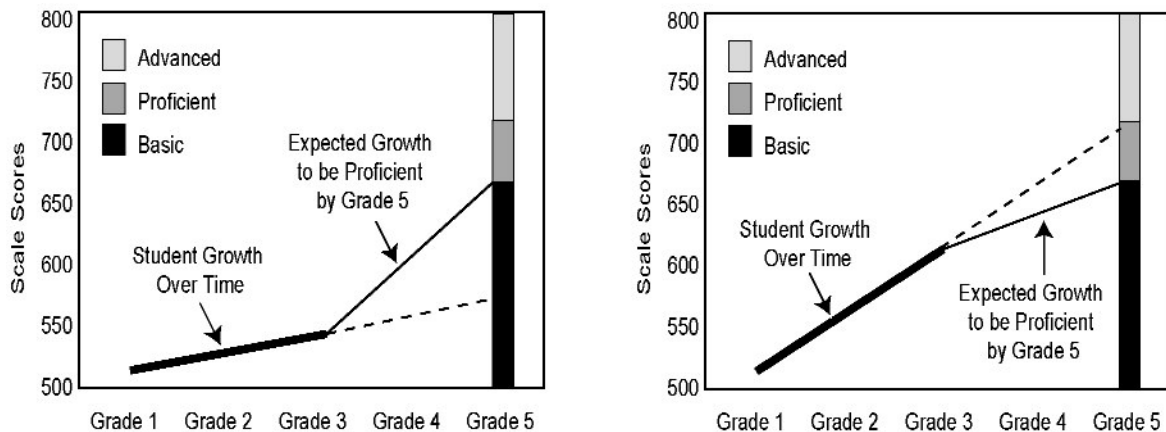 Scale Scores
800
750
700
650
600
550
500
Advanced
Proficient
Basic
Expected Growth
to be Proficient
by Grade 5
Student Growth
Over Time
Grade 1 Grade 2 Grade 3 Grade 4 Grade 5
Scale Scores
800
750
700
650
600
550
500
Advanced
Proficient
Basic
Student Growth
Over Time
Expected Growth
to be Proficient
by Grade 5
Grade 1 Grade 2 Grade 3 Grade 4 Grade 5